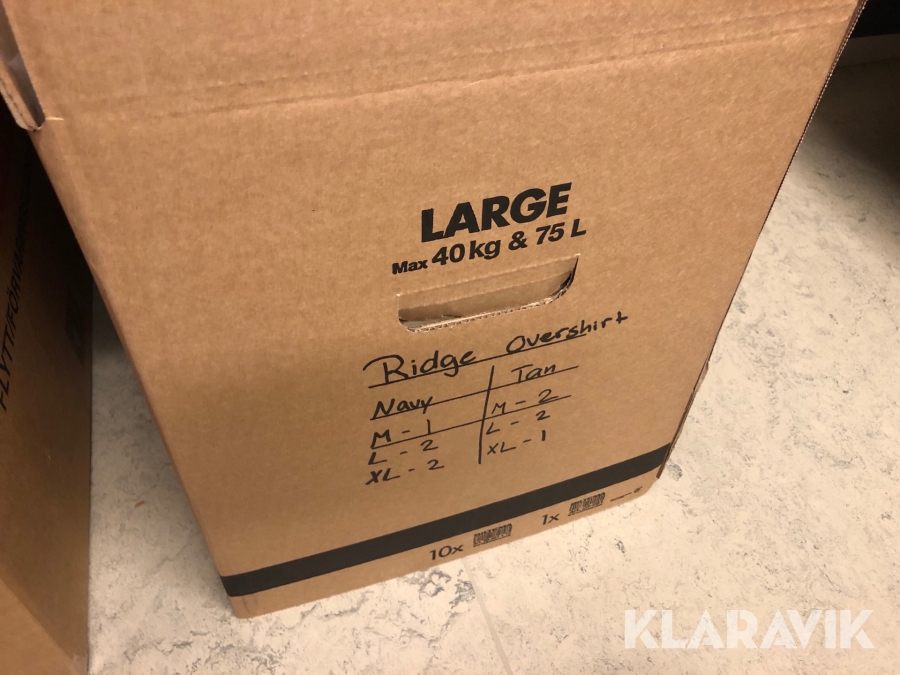 LARGE
Max 40 kg & 75 L
Ridge Overshirt
Navy Tan
M - 1 M - 2
L - 2 L - 2
XL - 2 XL - 1
10x 1x
KLARAVIK